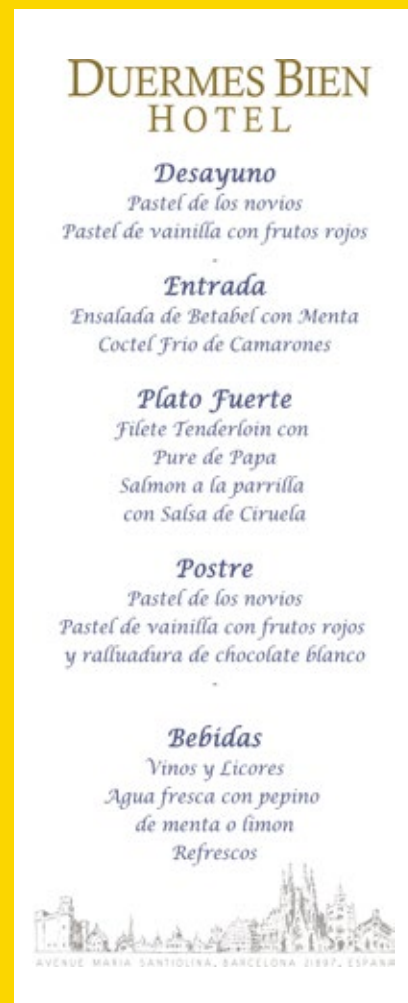 DUERMES BIEN
HOTEL
Desayuno
Pastel de los novios
Pastel de vainilla con frutos rojos
-
Entrada
Ensalada de Betabel con Menta
Coctel Frio de Camarones
Plato Fuerte
Filete Tenderloin con
Pure de Papa
Salmon a la parrilla
con Salsa de Ciruela
Postre
Pastel de los novios
Pastel de vainilla con frutos rojos
y ralluadura de chocolate blanco
-
Bebidas
Vinos y Licores
Agua fresca con pepino
de menta o limon
Refrescos
AVENUE MARIA SANTIOLINA, BARCELONA 21897, ESPANA